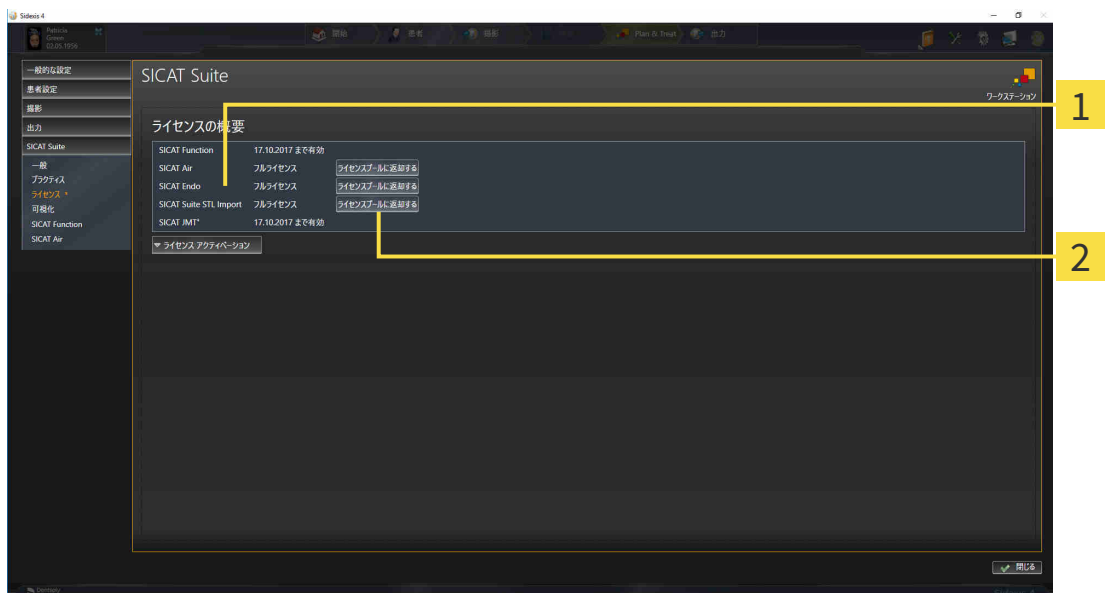 Sidexis 4
Patricia
Green
02.05.1956
開始 患者 撮影 Plan & Treat 出力
一般的な設定
患者設定
撮影
出力
SICAT Suite
一般
プラクティス
ライセンス *
可視化
SICAT Function
SICAT Air
SICAT Suite
ワークステーション
ライセンスの概要
SICAT Function 17.10.2017 まで有効
SICAT Air フルライセンス ライセンスプールに返却する
SICAT Endo フルライセンス ライセンスプールに返却する
SICAT Suite STL Import フルライセンス ライセンスプールに返却する
SICAT JMT⁺ 17.10.2017 まで有効
ライセンス アクティベーション
1
2
閉じる
Sidexis 4